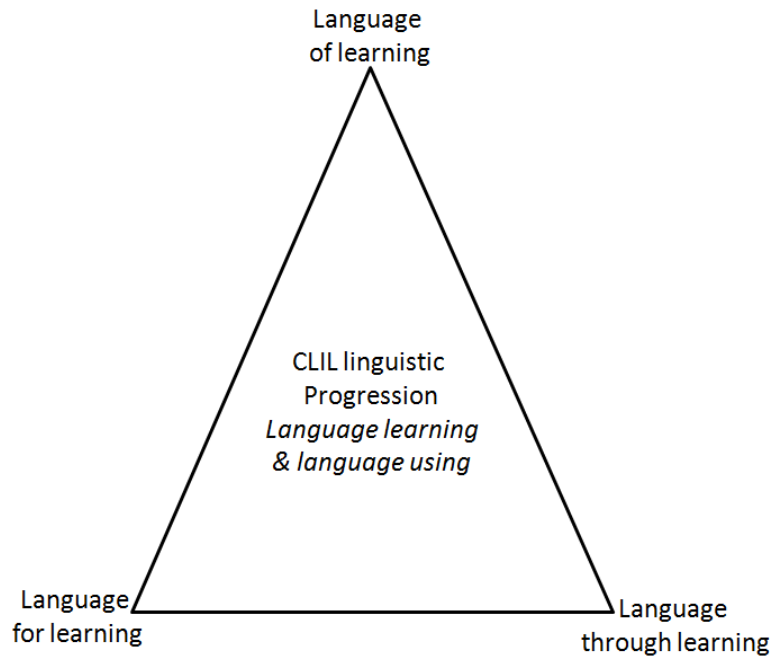 Language
of learning
CLIL linguistic
Progression
Language learning
& language using
Language
for learning
Language
through learning